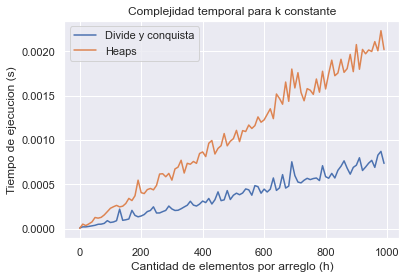 Complejidad temporal para k constante
Divide y conquista
Heaps
Tiempo de ejecucion (s)
0.0020
0.0015
0.0010
0.0005
0.0000
0 200 400 600 800 1000
Cantidad de elementos por arreglo (h)